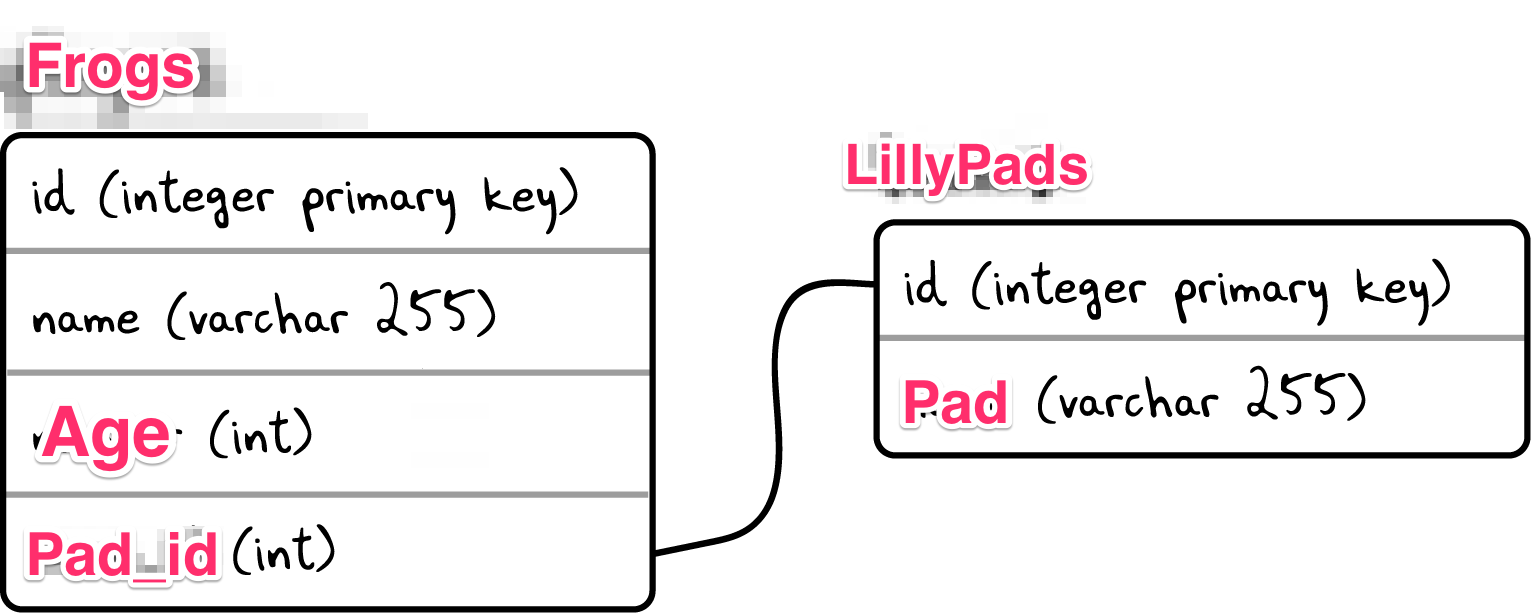 Frogs
id (integer primary key)
name (varchar 255)
Age (int)
Pad_id (int)
LillyPads
id (integer primary key)
Pad (varchar 255)